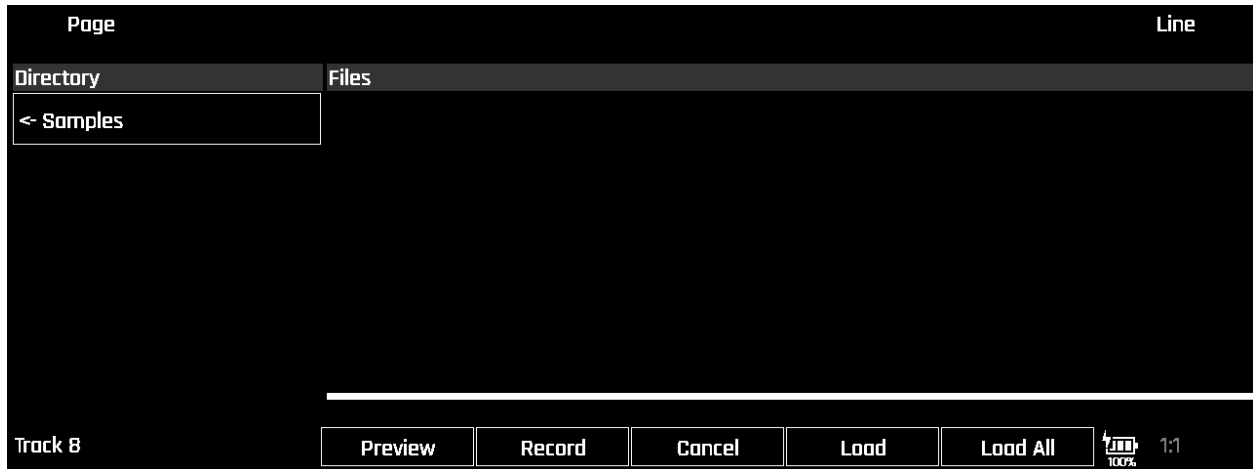 Page Line
Directory Files
<- Samples
Track 8 Preview Record Cancel Load Load All 1:1
100%